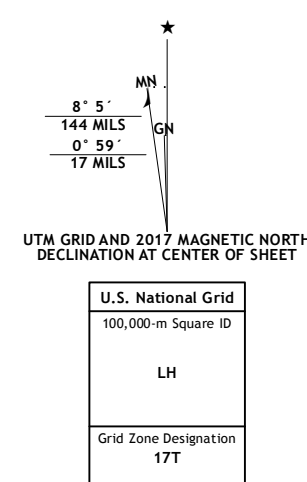 ★
MN
8° 5´
144 MILS
GN
0° 59´
17 MILS
UTM GRID AND 2017 MAGNETIC NORTH
DECLINATION AT CENTER OF SHEET
U.S. National Grid
100,000-m Square ID
LH
Grid Zone Designation
17T